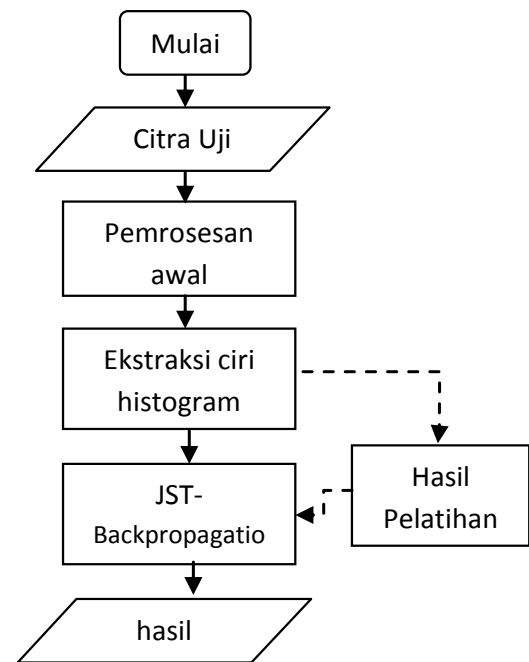 Mulai
Citra Uji
Pemrosesan
awal
Ekstraksi ciri
histogram
JST-
Backpropagatio
Hasil
Pelatihan
hasil